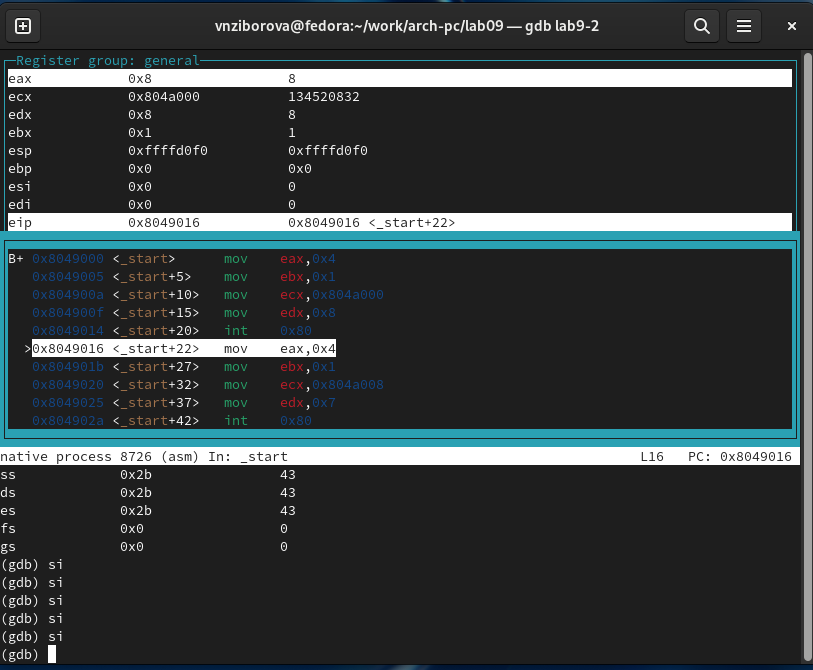 vnziborova@fedora:~/work/arch-pc/lab09 — gdb lab9-2
Register group: general
eax 0x8 8
ecx 0x804a000 134520832
edx 0x8 8
ebx 0x1 1
esp 0xffffd0f0 0xffffd0f0
ebp 0x0 0x0
esi 0x0 0
edi 0x0 0
eip 0x8049016 0x8049016 <_start+22>
B+ 0x8049000 <_start> mov eax,0x4
0x8049005 <_start+5> mov ebx,0x1
0x804900a <_start+10> mov ecx,0x804a000
0x804900f <_start+15> mov edx,0x8
0x8049014 <_start+20> int 0x80
>0x8049016 <_start+22> mov eax,0x4
0x804901b <_start+27> mov ebx,0x1
0x8049020 <_start+32> mov ecx,0x804a008
0x8049025 <_start+37> mov edx,0x7
0x804902a <_start+42> int 0x80
native process 8726 (asm) In: _start L16 PC: 0x8049016
ss 0x2b 43
ds 0x2b 43
es 0x2b 43
fs 0x0 0
gs 0x0 0
(gdb) si
(gdb) si
(gdb) si
(gdb) si
(gdb) si
(gdb)